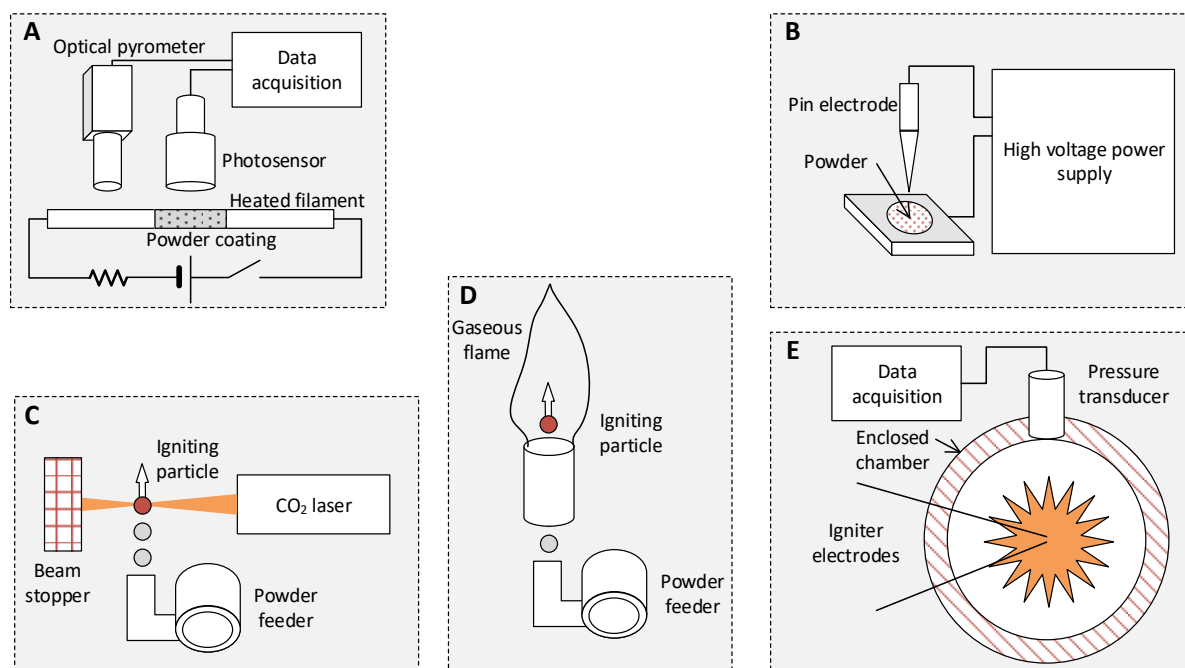 A
Optical pyrometer
Data
acquisition
Photosensor
Heated filament
Powder coating
B
Pin electrode
Powder
High voltage power
supply
C
Igniting
particle
CO₂ laser
Beam
stopper
Powder
feeder
D
Gaseous
flame
Igniting
particle
Powder
feeder
E
Data
acquisition
Pressure
transducer
Enclosed
chamber
Igniter
electrodes